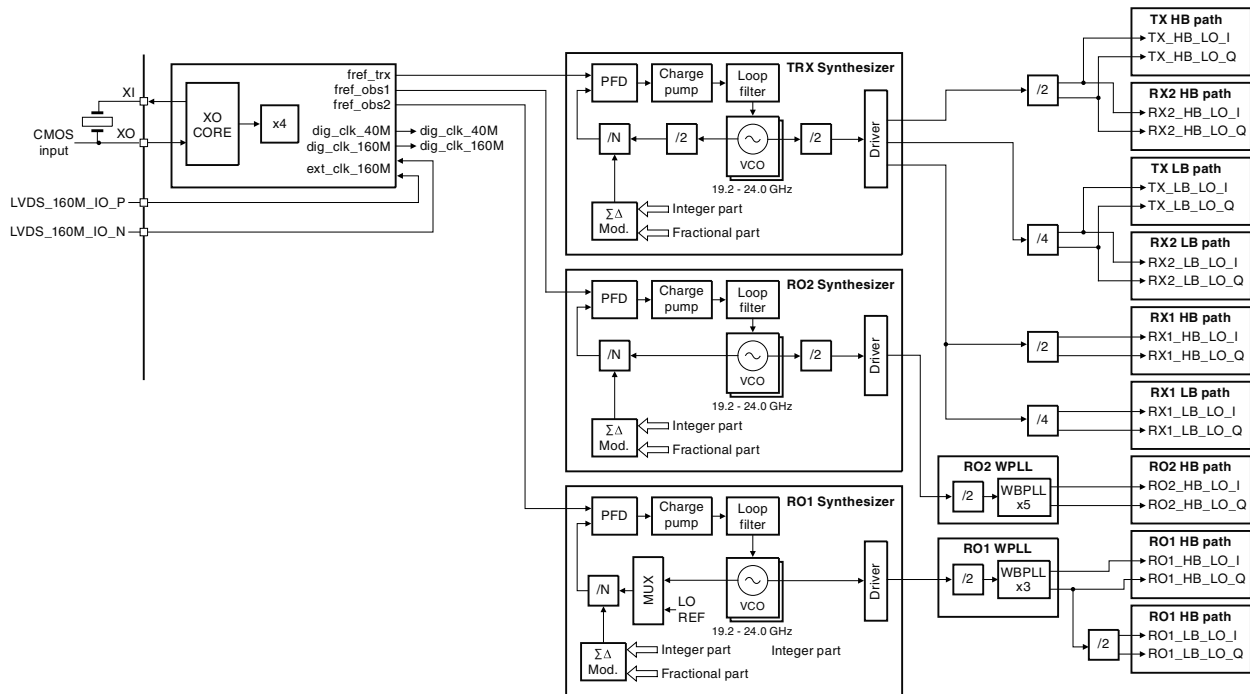 XI
XO
CMOS
input
LVDS_160M_IO_P
LVDS_160M_IO_N
XO
CORE
x4
fref_trx
fref_obs1
fref_obs2
dig_clk_40M
dig_clk_160M
ext_clk_160M
dig_clk_40M
dig_clk_160M
TRX Synthesizer
PFD
Charge
pump
Loop
filter
/N
/2
VCO
/2
Driver
19.2 - 24.0 GHz
ΣΔ
Mod.
Integer part
Fractional part
RO2 Synthesizer
PFD
Charge
pump
Loop
filter
/N
VCO
/2
Driver
19.2 - 24.0 GHz
ΣΔ
Mod.
Integer part
Fractional part
RO1 Synthesizer
PFD
Charge
pump
Loop
filter
/N
MUX
LO
REF
VCO
Driver
19.2 - 24.0 GHz
ΣΔ
Mod.
Integer part
Integer part
Fractional part
/2
/4
/2
/4
RO2 WPLL
/2
WBPLL
x5
RO1 WPLL
/2
WBPLL
x3
/2
TX HB path
TX_HB_LO_I
TX_HB_LO_Q
RX2 HB path
RX2_HB_LO_I
RX2_HB_LO_Q
TX LB path
TX_LB_LO_I
TX_LB_LO_Q
RX2 LB path
RX2_LB_LO_I
RX2_LB_LO_Q
RX1 HB path
RX1_HB_LO_I
RX1_HB_LO_Q
RX1 LB path
RX1_LB_LO_I
RX1_LB_LO_Q
RO2 HB path
RO2_HB_LO_I
RO2_HB_LO_Q
RO1 HB path
RO1_HB_LO_I
RO1_HB_LO_Q
RO1 HB path
RO1_LB_LO_I
RO1_LB_LO_Q